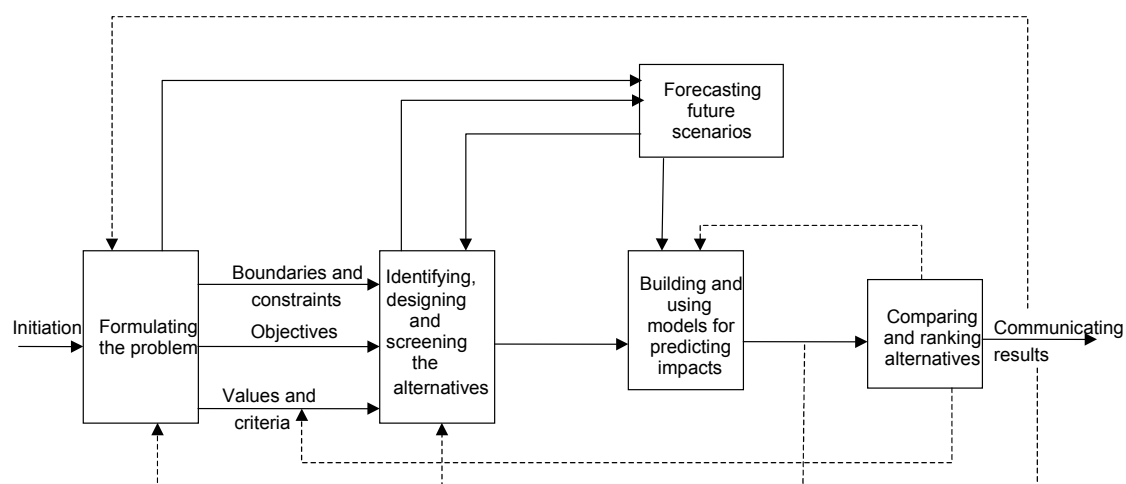 Forecasting
future
scenarios
Initiation
Formulating
the problem
Boundaries and
constraints
Objectives
Values and
criteria
Identifying,
designing
and
screening
the
alternatives
Building and
using
models for
predicting
impacts
Comparing
and ranking
alternatives
Communicating
results